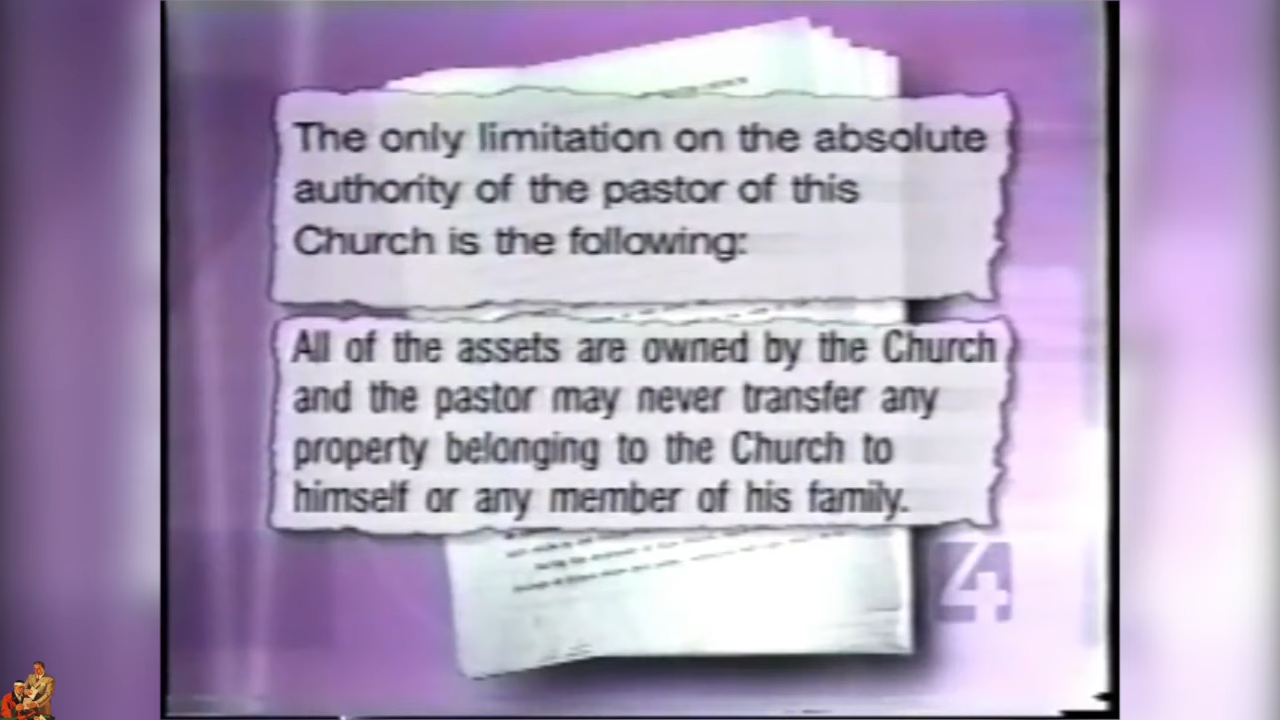 The only limitation on the absolute
authority of the pastor of this
Church is the following:
All of the assets are owned by the Church
and the pastor may never transfer any
property belonging to the Church to
himself or any member of his family.
4